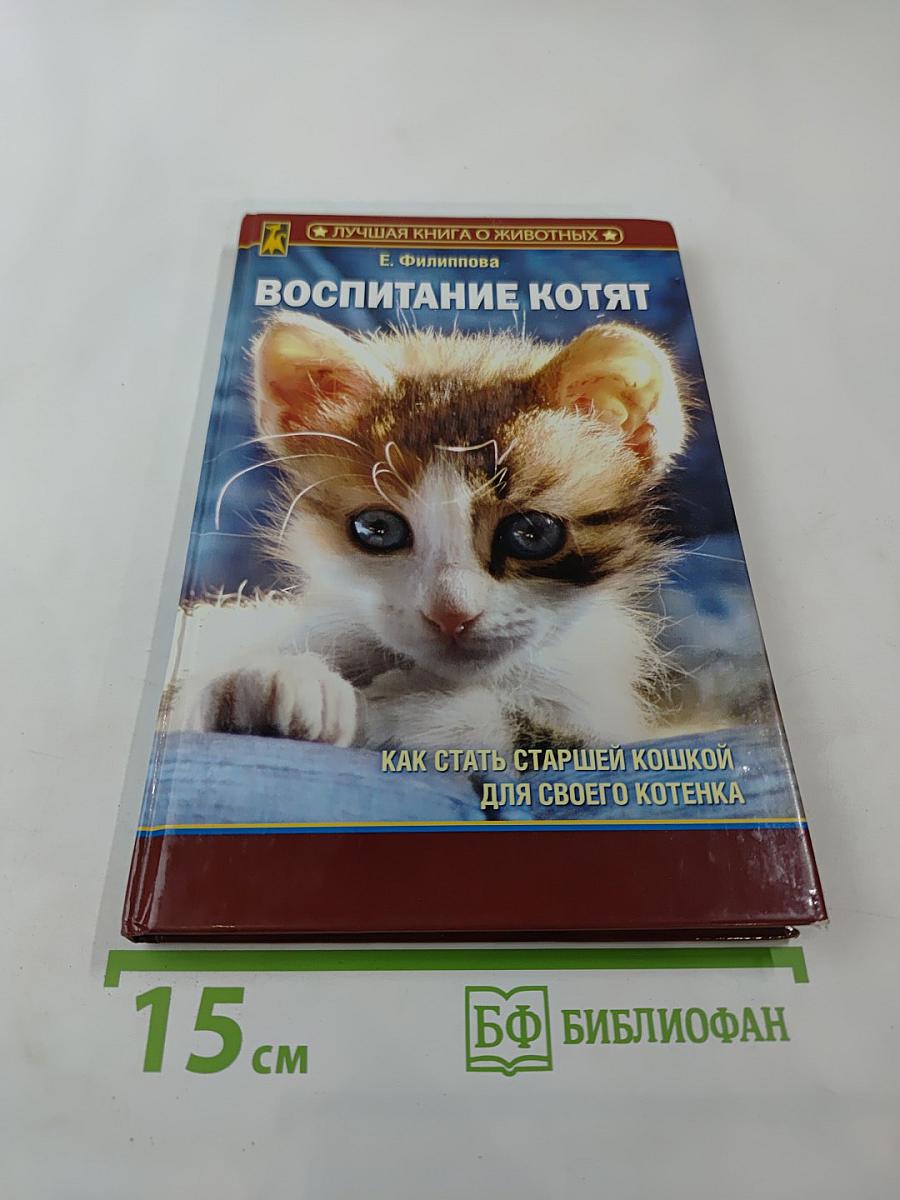 ЛУЧШАЯ КНИГА О ЖИВОТНЫХ
Е. Филиппова
ВОСПИТАНИЕ КОТЯТ
КАК СТАТЬ СТАРШЕЙ КОШКОЙ
ДЛЯ СВОЕГО КОТЕНКА
15 см
БФ БИБЛИОФАН